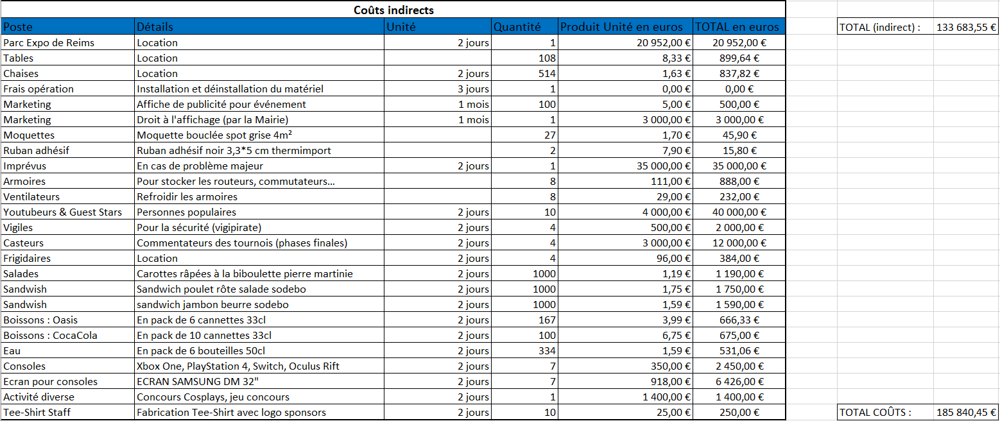 Coûts indirects
Poste Détails Unité Quantité Produit Unité en euros TOTAL en euros TOTAL (indirect) : 133 683,55 €
Parc Expo de Reims Location 2 jours 1 20 952,00 € 20 952,00 €
Tables Location 108 8,33 € 899,64 €
Chaises Location 2 jours 514 1,63 € 837,82 €
Frais opération Installation et déinstallation du matériel 3 jours 1 0,00 € 0,00 €
Marketing Affiche de publicité pour événement 1 mois 100 5,00 € 500,00 €
Marketing Droit à l'affichage (par la Mairie) 1 mois 1 3 000,00 € 3 000,00 €
Moquettes Moquette bouclée spot grise 4m² 27 1,70 € 45,90 €
Ruban adhésif Ruban adhésif noir 3,3*5 cm thermimport 2 7,90 € 15,80 €
Imprévus En cas de problème majeur 2 jours 1 35 000,00 € 35 000,00 €
Armoires Pour stocker les routeurs, commutateurs... 8 111,00 € 888,00 €
Ventilateurs Refroidir les armoires 8 29,00 € 232,00 €
Youtubeurs & Guest Stars Personnes populaires 2 jours 10 4 000,00 € 40 000,00 €
Vigiles Pour la sécurité (vigipirate) 2 jours 4 500,00 € 2 000,00 €
Casteurs Commentateurs des tournois (phases finales) 2 jours 4 3 000,00 € 12 000,00 €
Frigidaires Location 2 jours 4 96,00 € 384,00 €
Salades Carottes râpées à la biboulette pierre martinie 2 jours 1000 1,19 € 1 190,00 €
Sandwish Sandwich poulet rôte salade sodebo 2 jours 1000 1,75 € 1 750,00 €
Sandwish sandwich jambon beurre sodebo 2 jours 1000 1,59 € 1 590,00 €
Boissons : Oasis En pack de 6 cannettes 33cl 2 jours 167 3,99 € 666,33 €
Boissons : CocaCola En pack de 10 cannettes 33cl 2 jours 100 6,75 € 675,00 €
Eau En pack de 6 bouteilles 50cl 2 jours 334 1,59 € 531,06 €
Consoles Xbox One, PlayStation 4, Switch, Oculus Rift 2 jours 7 350,00 € 2 450,00 €
Ecran pour consoles ECRAN SAMSUNG DM 32" 2 jours 7 918,00 € 6 426,00 €
Activité diverse Concours Cosplays, jeu concours 2 jours 1 1 400,00 € 1 400,00 €
Tee-Shirt Staff Fabrication Tee-Shirt avec logo sponsors 2 jours 10 25,00 € 250,00 € TOTAL COÛTS : 185 840,45 €